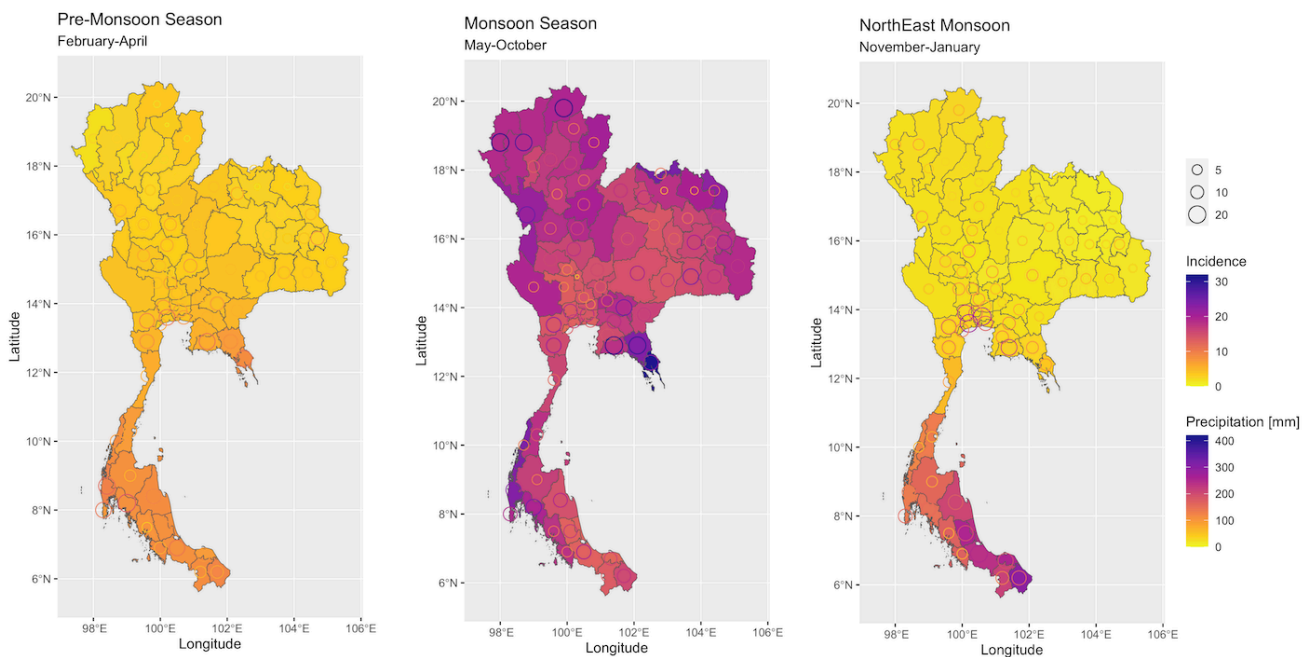 Pre-Monsoon Season
February-April
20°N
18°N
16°N
14°N
12°N
10°N
8°N
6°N
Latitude
98°E 100°E 102°E 104°E 106°E
Longitude
Monsoon Season
May-October
20°N
18°N
16°N
14°N
12°N
10°N
8°N
6°N
Latitude
98°E 100°E 102°E 104°E 106°E
Longitude
NorthEast Monsoon
November-January
20°N
18°N
16°N
14°N
12°N
10°N
8°N
6°N
Latitude
98°E 100°E 102°E 104°E 106°E
Longitude
5
10
20
Incidence
30
20
10
0
Precipitation [mm]
400
300
200
100
0